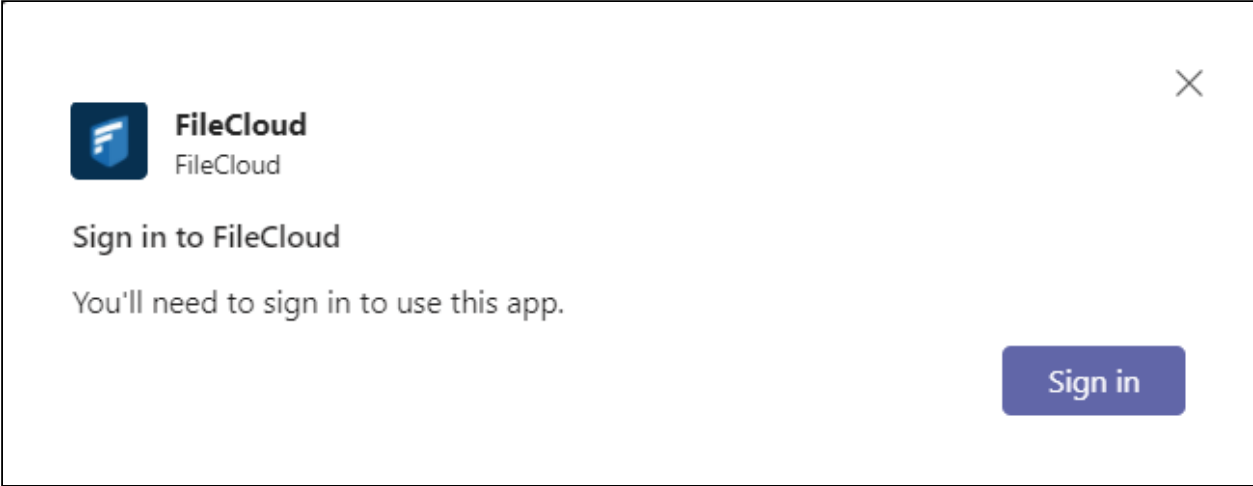 FileCloud
FileCloud
Sign in to FileCloud
You'll need to sign in to use this app.
Sign in